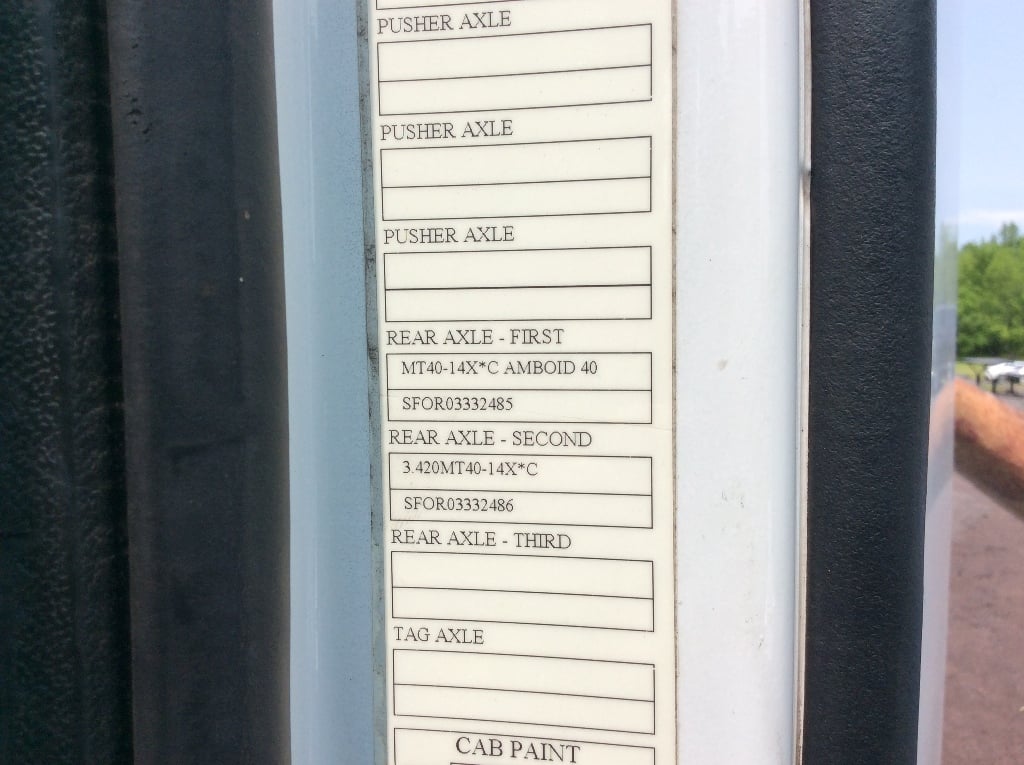 PUSHER AXLE
PUSHER AXLE
PUSHER AXLE
REAR AXLE - FIRST
MT40-14X*C AMBOID 40
SFOR03332485
REAR AXLE - SECOND
3.420MT40-14X*C
SFOR03332486
REAR AXLE - THIRD
TAG AXLE
CAB PAINT